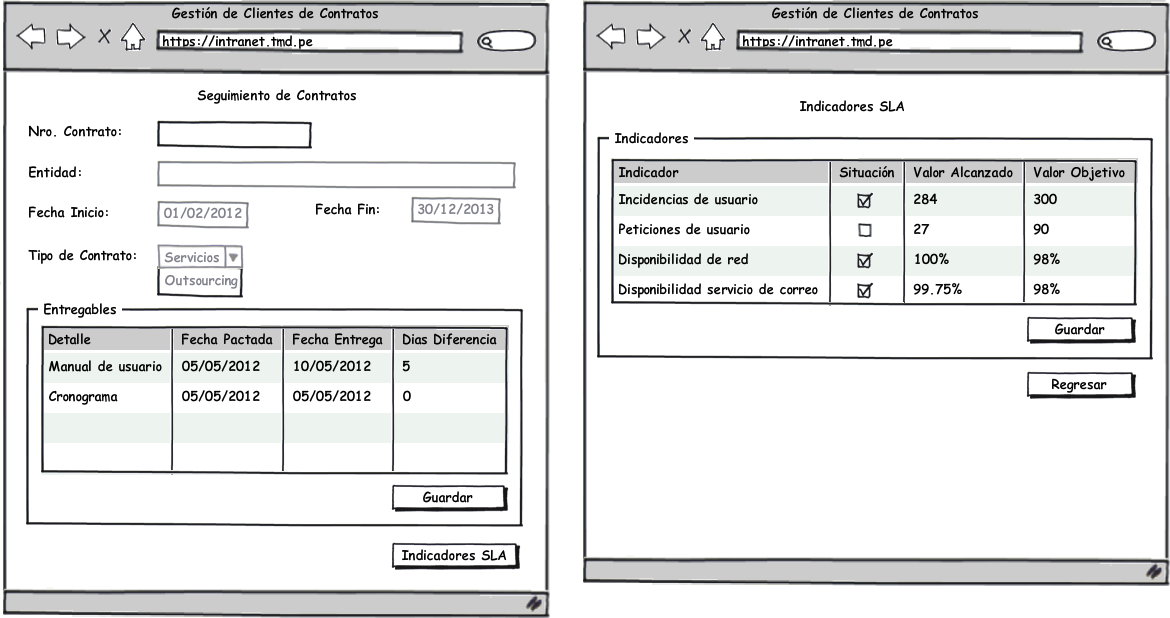 Gestión de Clientes de Contratos
https://intranet.tmd.pe
Seguimiento de Contratos
Nro. Contrato:
Entidad:
Fecha Inicio: 01/02/2012 Fecha Fin: 30/12/2013
Tipo de Contrato: Servicios
Outsourcing
Entregables
Detalle Fecha Pactada Fecha Entrega Dias Diferencia
Manual de usuario 05/05/2012 10/05/2012 5
Cronograma 05/05/2012 05/05/2012 0
Guardar
Indicadores SLA
Gestión de Clientes de Contratos
https://intranet.tmd.pe
Indicadores SLA
Indicadores
Indicador Situación Valor Alcanzado Valor Objetivo
Incidencias de usuario 284 300
Peticiones de usuario 27 90
Disponibilidad de red 100% 98%
Disponibilidad servicio de correo 99.75% 98%
Guardar
Regresar